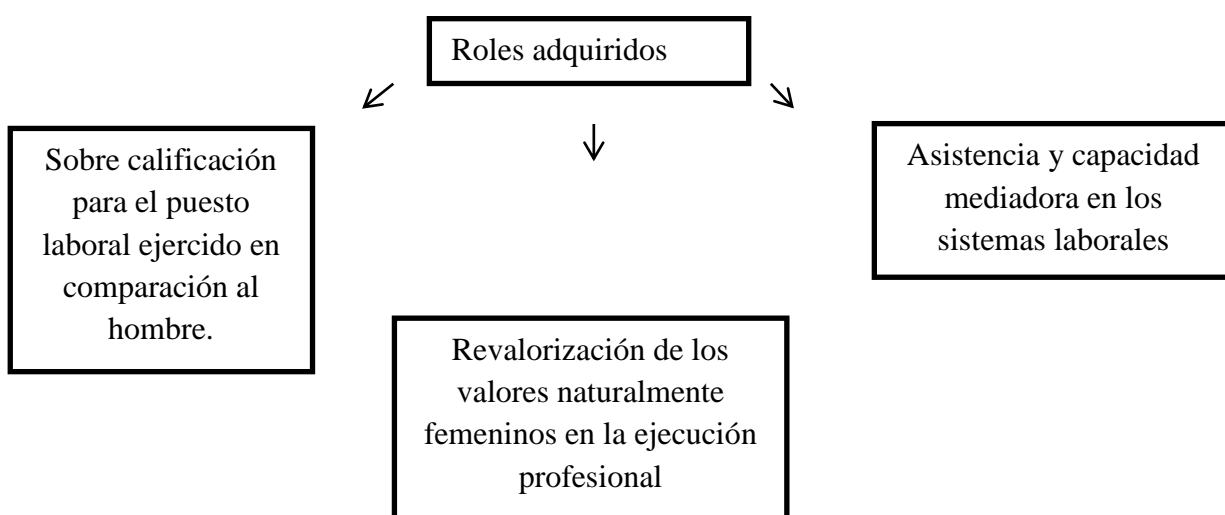 Roles adquiridos
Sobre calificación
para el puesto
laboral ejercido en
comparación al
hombre.
Asistencia y capacidad
mediadora en los
sistemas laborales
Revalorización de los
valores naturalmente
femeninos en la ejecución
profesional